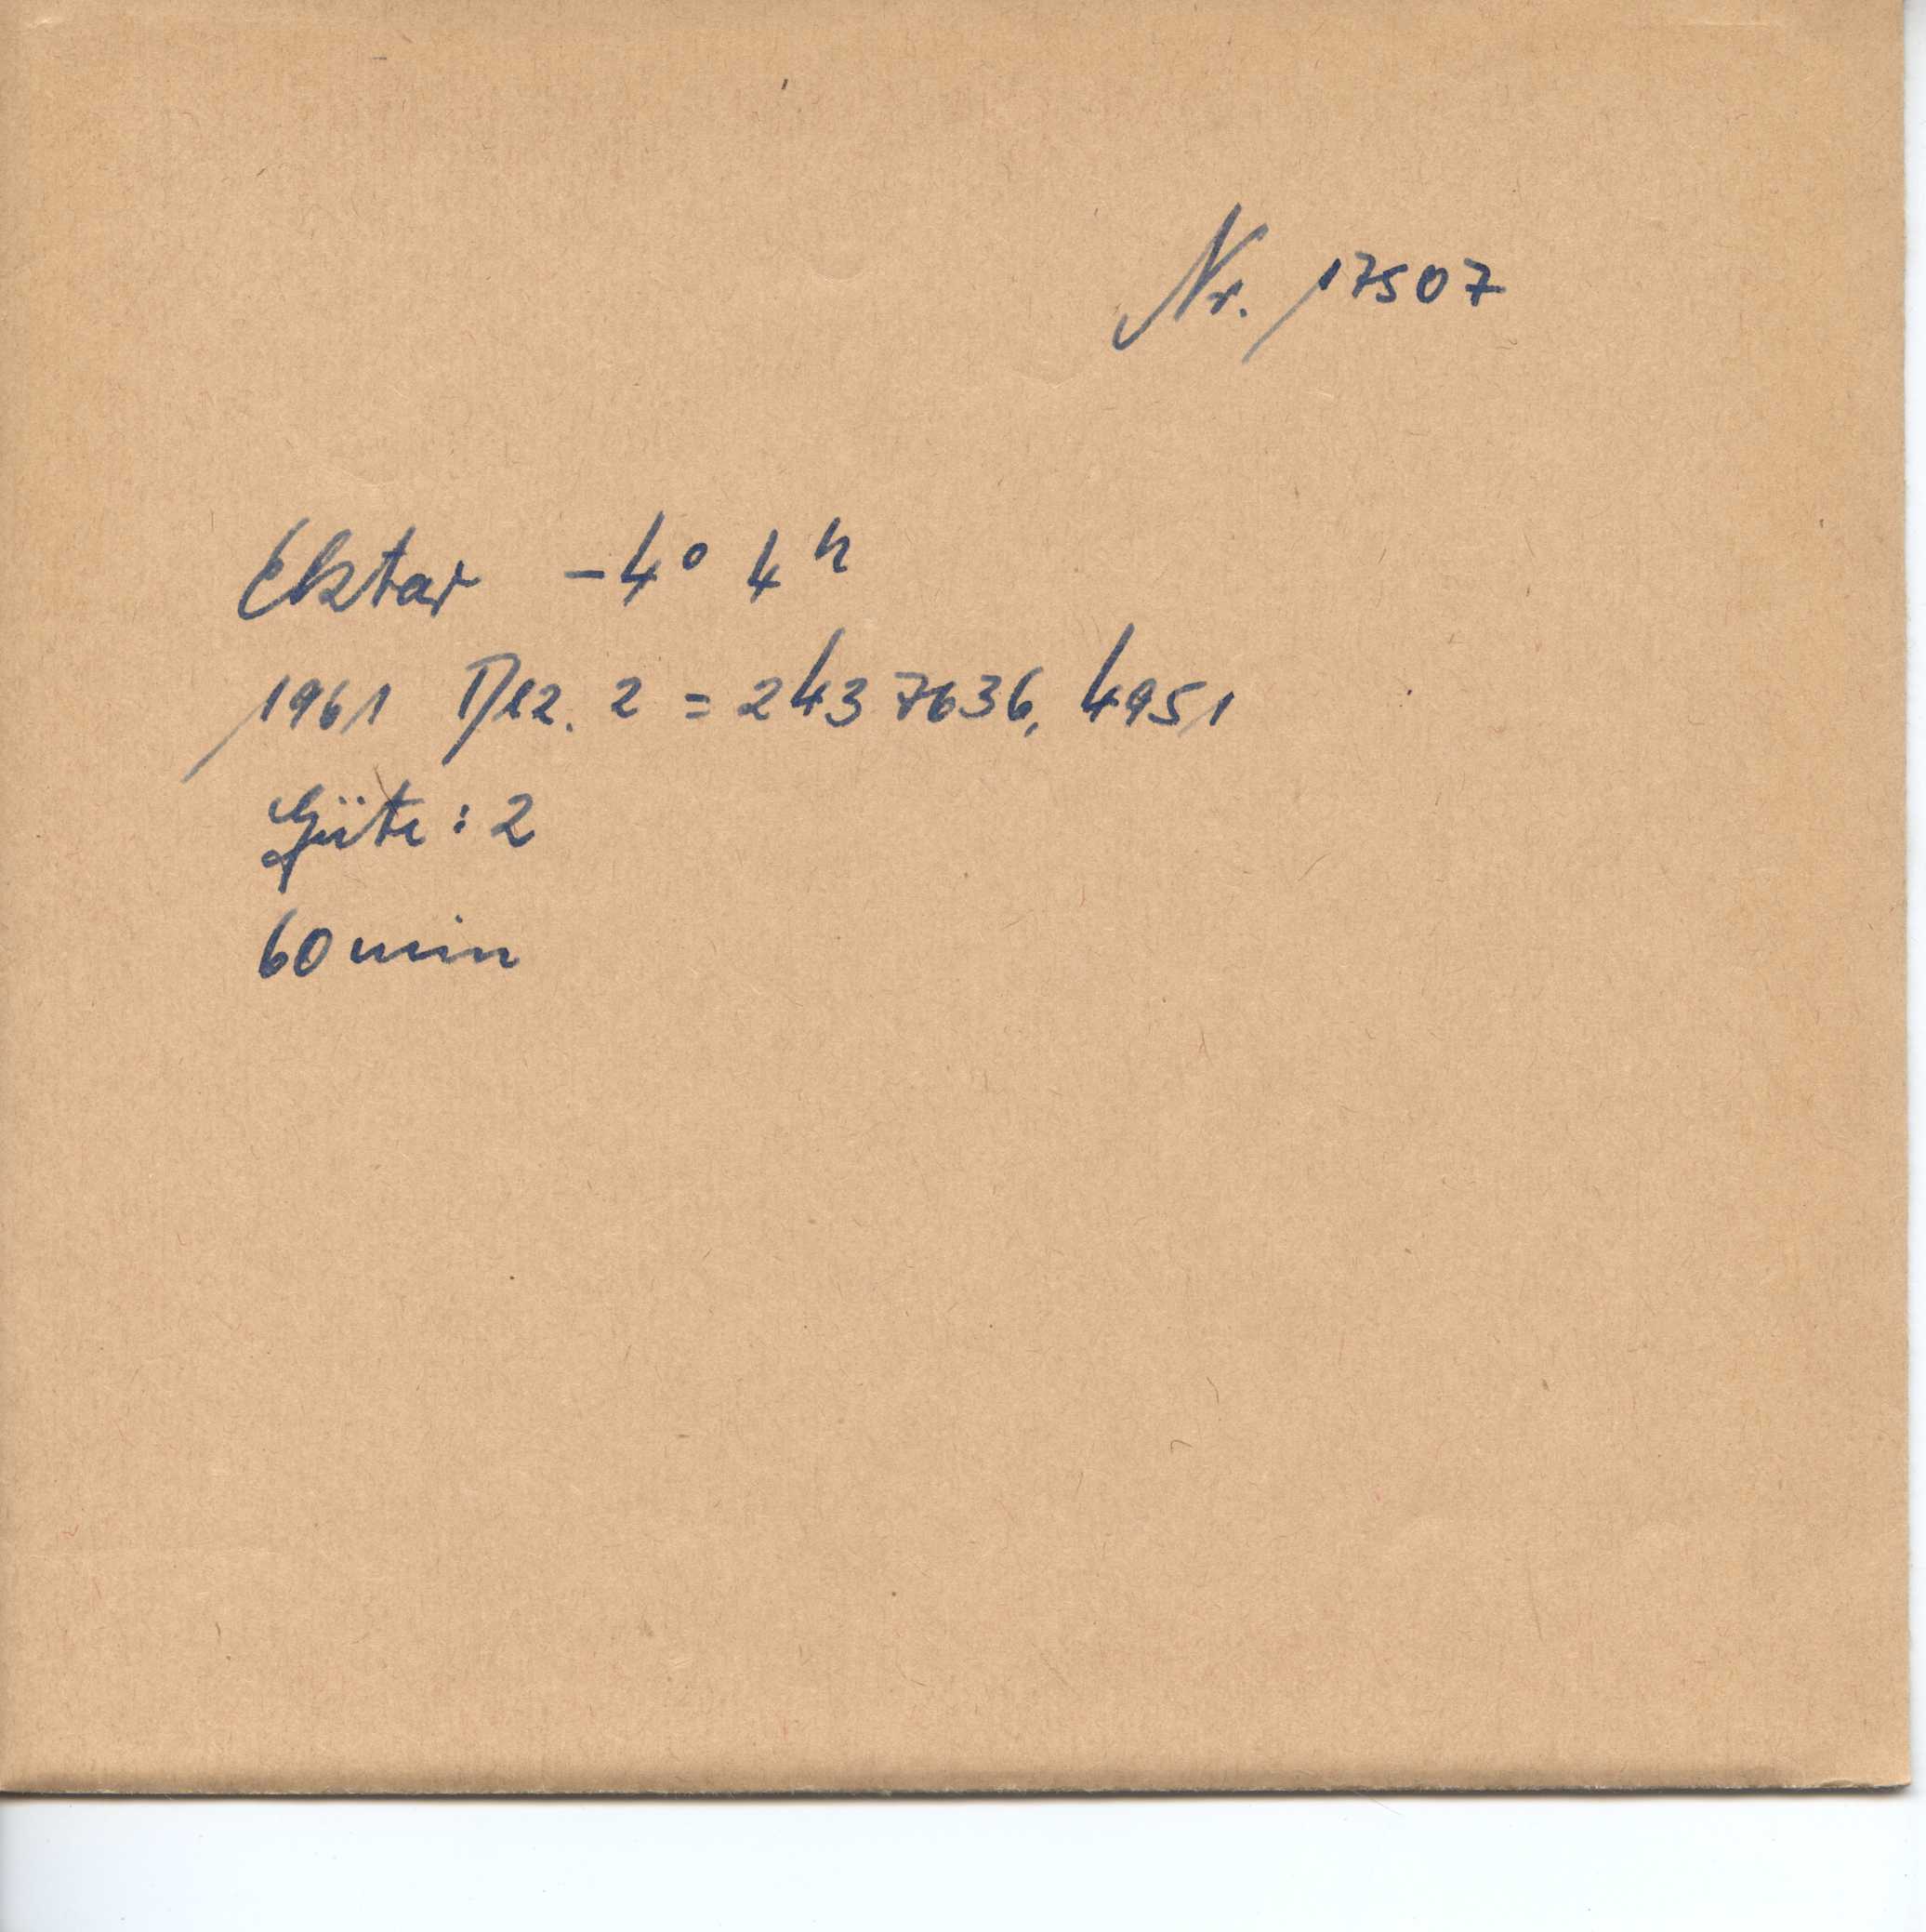 Nr. 17507
Ektar -4° 4ʰ
1961 Dez. 2 = 2437636,4951
Güte: 2
60 min